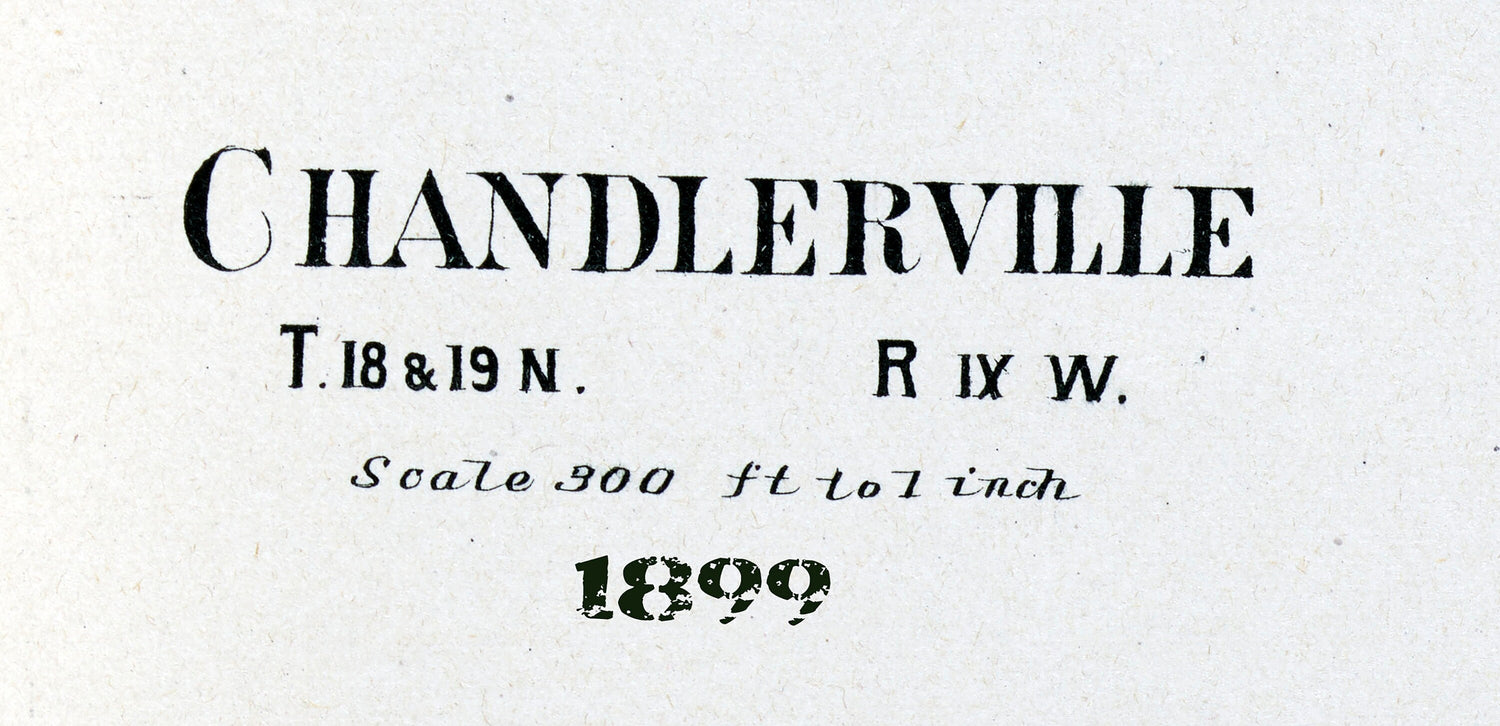 CHANDLERVILLE
T. 18 & 19 N. R IX W.
Scale 300 ft to 1 inch
1899